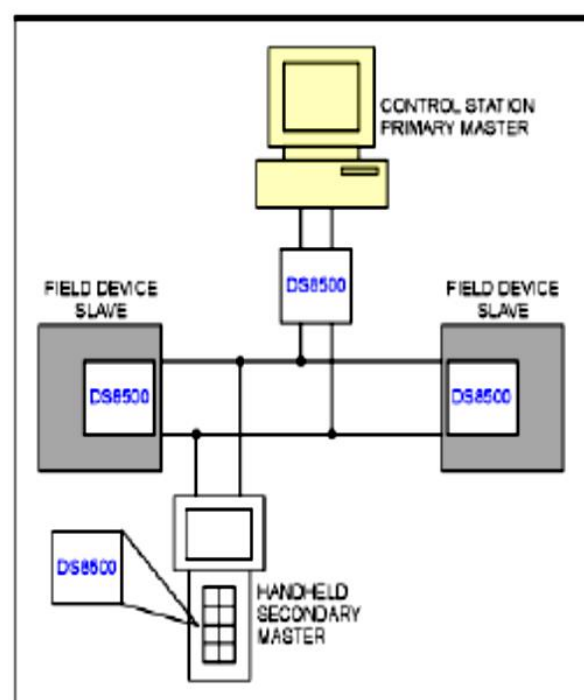 CONTROL STATION
PRIMARY MASTER
DS8500
FIELD DEVICE
SLAVE
FIELD DEVICE
SLAVE
DS8500
DS8500
DS8500
HANDHELD
SECONDARY
MASTER